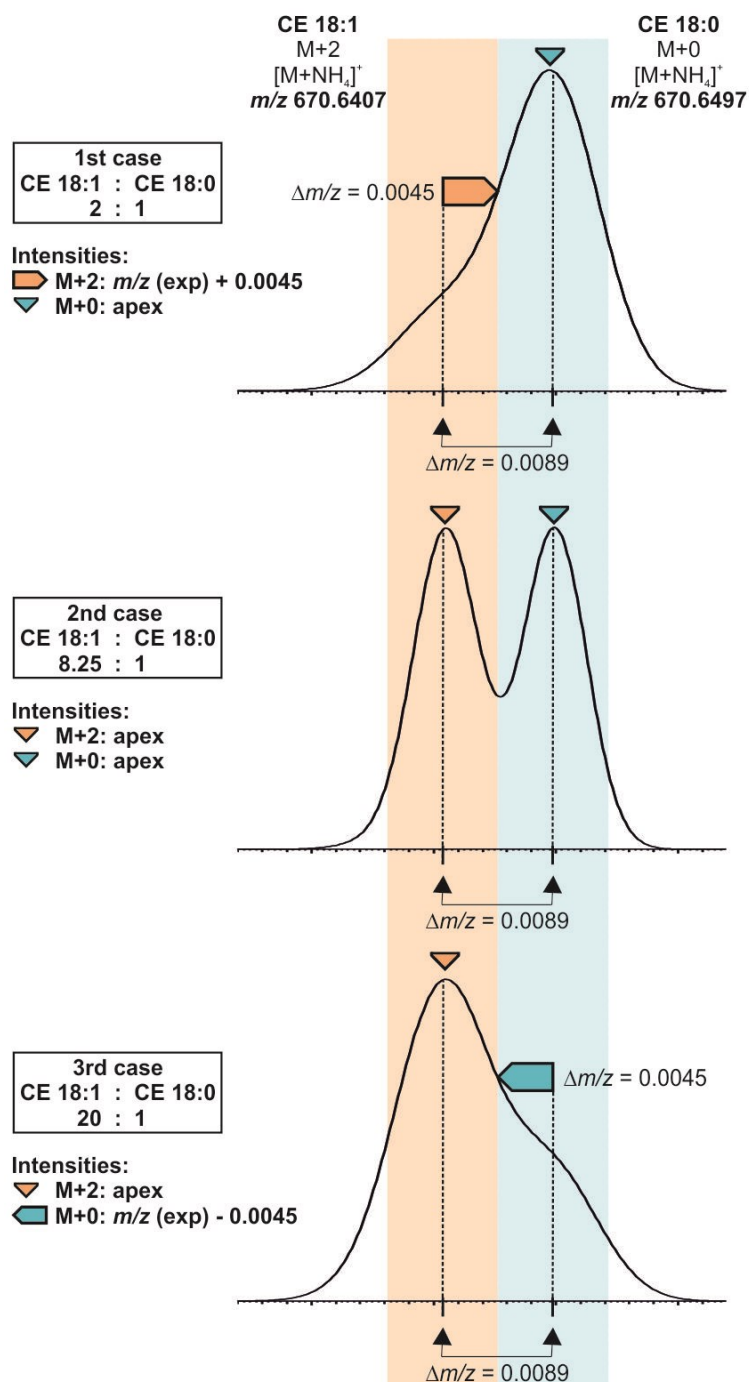 CE 18:1
M+2
[M+NH₄]⁺
m/z 670.6407
CE 18:0
M+0
[M+NH₄]⁺
m/z 670.6497
1st case
CE 18:1 : CE 18:0
2 : 1
Δm/z = 0.0045
Intensities:
M+2: m/z (exp) + 0.0045
M+0: apex
Δm/z = 0.0089
2nd case
CE 18:1 : CE 18:0
8.25 : 1
Intensities:
M+2: apex
M+0: apex
Δm/z = 0.0089
3rd case
CE 18:1 : CE 18:0
20 : 1
Δm/z = 0.0045
Intensities:
M+2: apex
M+0: m/z (exp) - 0.0045
Δm/z = 0.0089